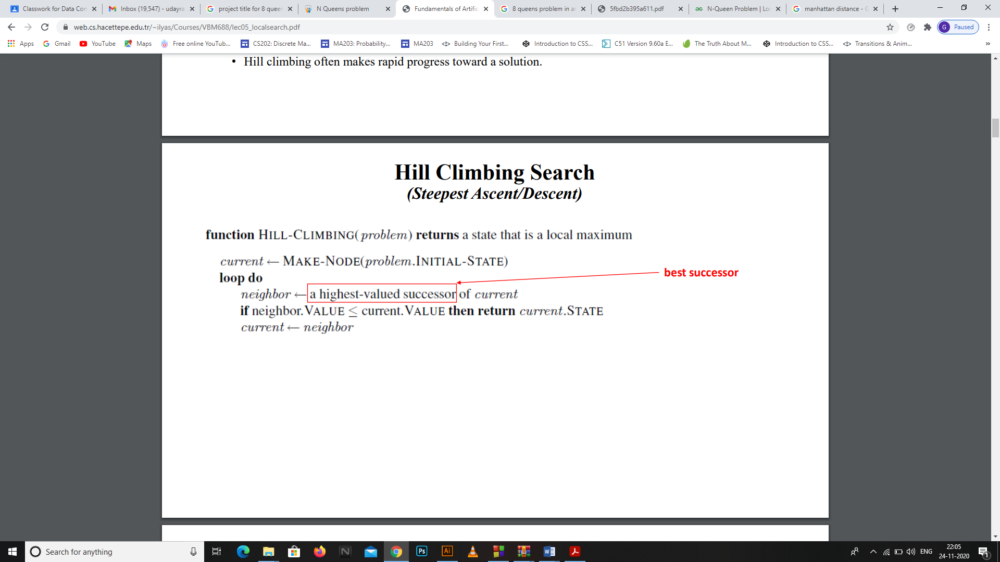 Classwork for Data Con
Inbox (19,547) - udayra
project title for 8 queen
N Queens problem
Fundamentals of Artific
8 queens problem in ar
5fbd2b395a611.pdf
N-Queen Problem | Loc
manhattan distance - G
web.cs.hacettepe.edu.tr/~ilyas/Courses/VBM688/lec05_localsearch.pdf
G Paused
Apps
Gmail
YouTube
Maps
Free online YouTub...
CS202: Discrete Ma...
MA203: Probability...
MA203
Building Your First...
Introduction to CSS...
C51 Version 9.60a E...
The Truth About M...
Introduction to CSS...
Transitions & Anim...
»
• Hill climbing often makes rapid progress toward a solution.
Hill Climbing Search
(Steepest Ascent/Descent)
function HILL-CLIMBING(problem) returns a state that is a local maximum
current ← MAKE-NODE(problem.INITIAL-STATE)
loop do
best successor
neighbor ← a highest-valued successor of current
if neighbor.VALUE ≤ current.VALUE then return current.STATE
current ← neighbor
Search for anything
Ps
Ai
ENG
22:05
24-11-2020
1